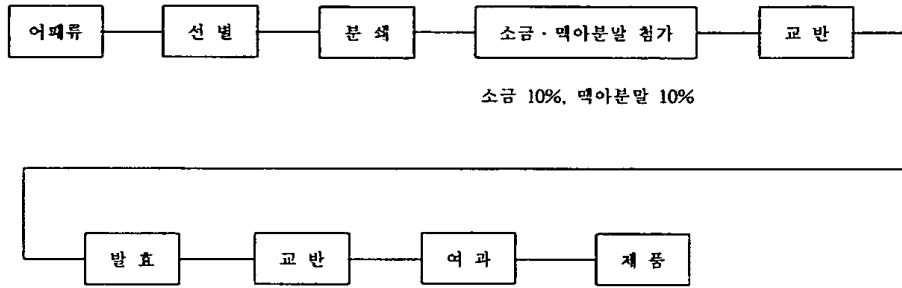 어패류 선 별 분 쇄 소금 · 맥아분말 첨가 교 반
소금 10%, 맥아분말 10%
발 효 교 반 여 과 제 품